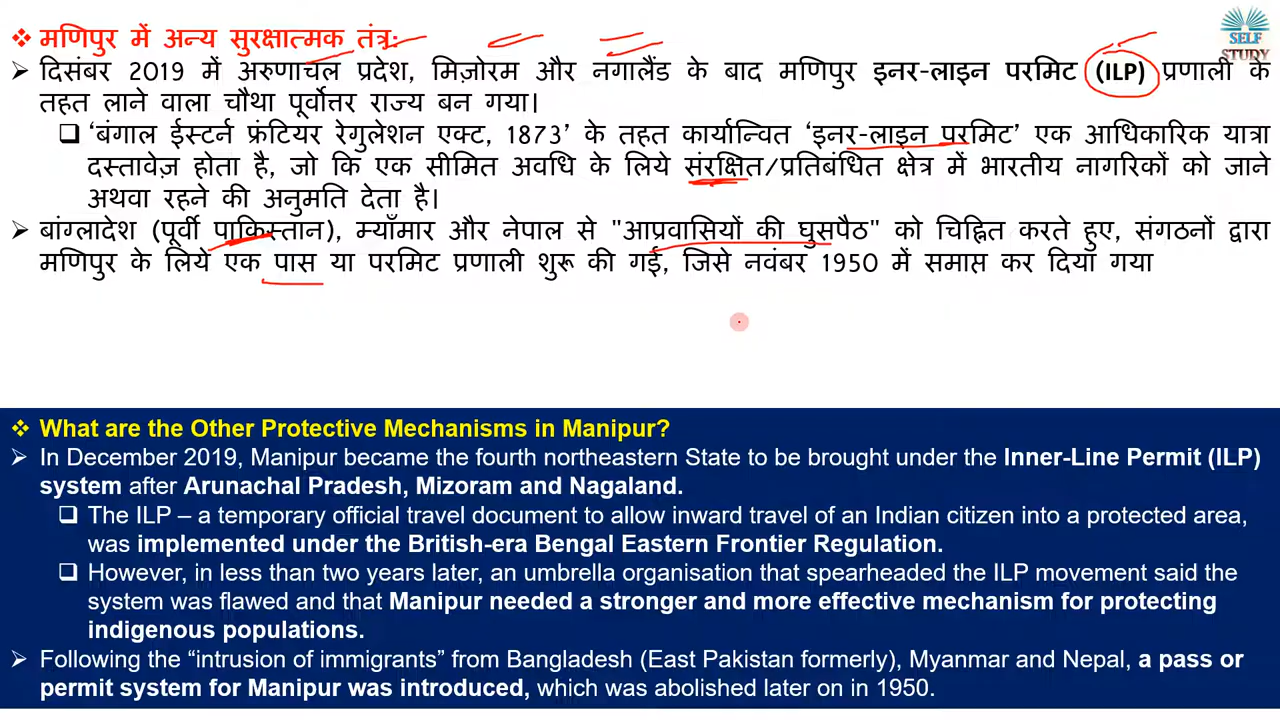 ❖ मणिपुर में अन्य सुरक्षात्मक तंत्र:
SELF
STUDY
➢ दिसंबर 2019 में अरुणाचल प्रदेश, मिज़ोरम और नगालैंड के बाद मणिपुर इनर-लाइन परमिट (ILP) प्रणाली के
तहत लाने वाला चौथा पूर्वोत्तर राज्य बन गया।
❑ ‘बंगाल ईस्टर्न फ्रंटियर रेगुलेशन एक्ट, 1873’ के तहत कार्यान्वित ‘इनर-लाइन परमिट’ एक आधिकारिक यात्रा
दस्तावेज़ होता है, जो कि एक सीमित अवधि के लिये संरक्षित/प्रतिबंधित क्षेत्र में भारतीय नागरिकों को जाने
अथवा रहने की अनुमति देता है।
➢ बांग्लादेश (पूर्वी पाकिस्तान), म्याँमार और नेपाल से "आप्रवासियों की घुसपैठ" को चिह्नित करते हुए, संगठनों द्वारा
मणिपुर के लिये एक पास या परमिट प्रणाली शुरू की गई, जिसे नवंबर 1950 में समाप्त कर दिया गया
❖ What are the Other Protective Mechanisms in Manipur?
➢ In December 2019, Manipur became the fourth northeastern State to be brought under the Inner-Line Permit (ILP)
system after Arunachal Pradesh, Mizoram and Nagaland.
❑ The ILP – a temporary official travel document to allow inward travel of an Indian citizen into a protected area,
was implemented under the British-era Bengal Eastern Frontier Regulation.
❑ However, in less than two years later, an umbrella organisation that spearheaded the ILP movement said the
system was flawed and that Manipur needed a stronger and more effective mechanism for protecting
indigenous populations.
➢ Following the “intrusion of immigrants” from Bangladesh (East Pakistan formerly), Myanmar and Nepal, a pass or
permit system for Manipur was introduced, which was abolished later on in 1950.